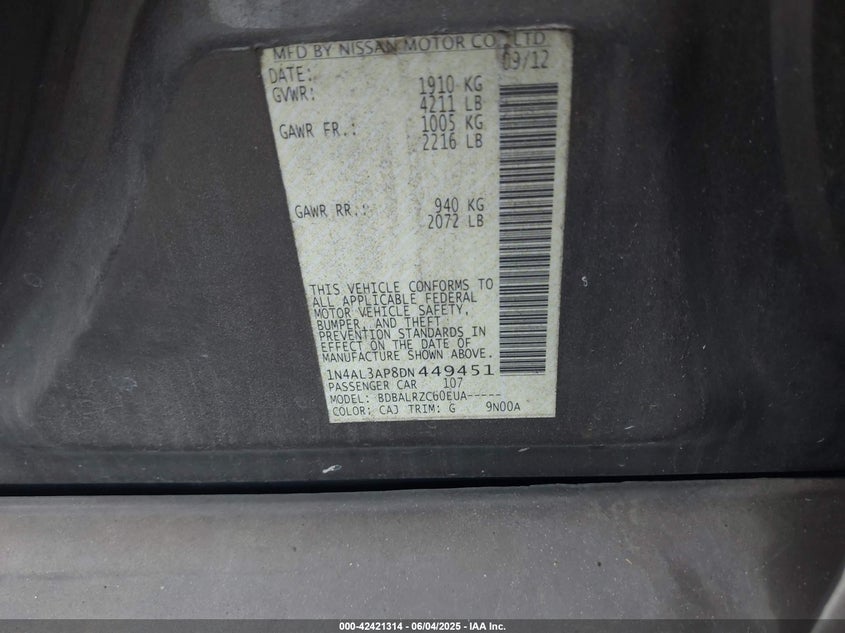 MFD BY NISSAN MOTOR CO., LTD
DATE: 09/12
GVWR: 1910 KG
4211 LB
GAWR FR.: 1005 KG
2216 LB
GAWR RR.: 940 KG
2072 LB
THIS VEHICLE CONFORMS TO
ALL APPLICABLE FEDERAL
MOTOR VEHICLE SAFETY,
BUMPER, AND THEFT
PREVENTION STANDARDS IN
EFFECT ON THE DATE OF
MANUFACTURE SHOWN ABOVE.
1N4AL3AP8DN449451
PASSENGER CAR 107
MODEL: BDBALRZC60EUA-----
COLOR: CAJ TRIM: G 9N00A
000-42421314 - 06/04/2025 - IAA Inc.